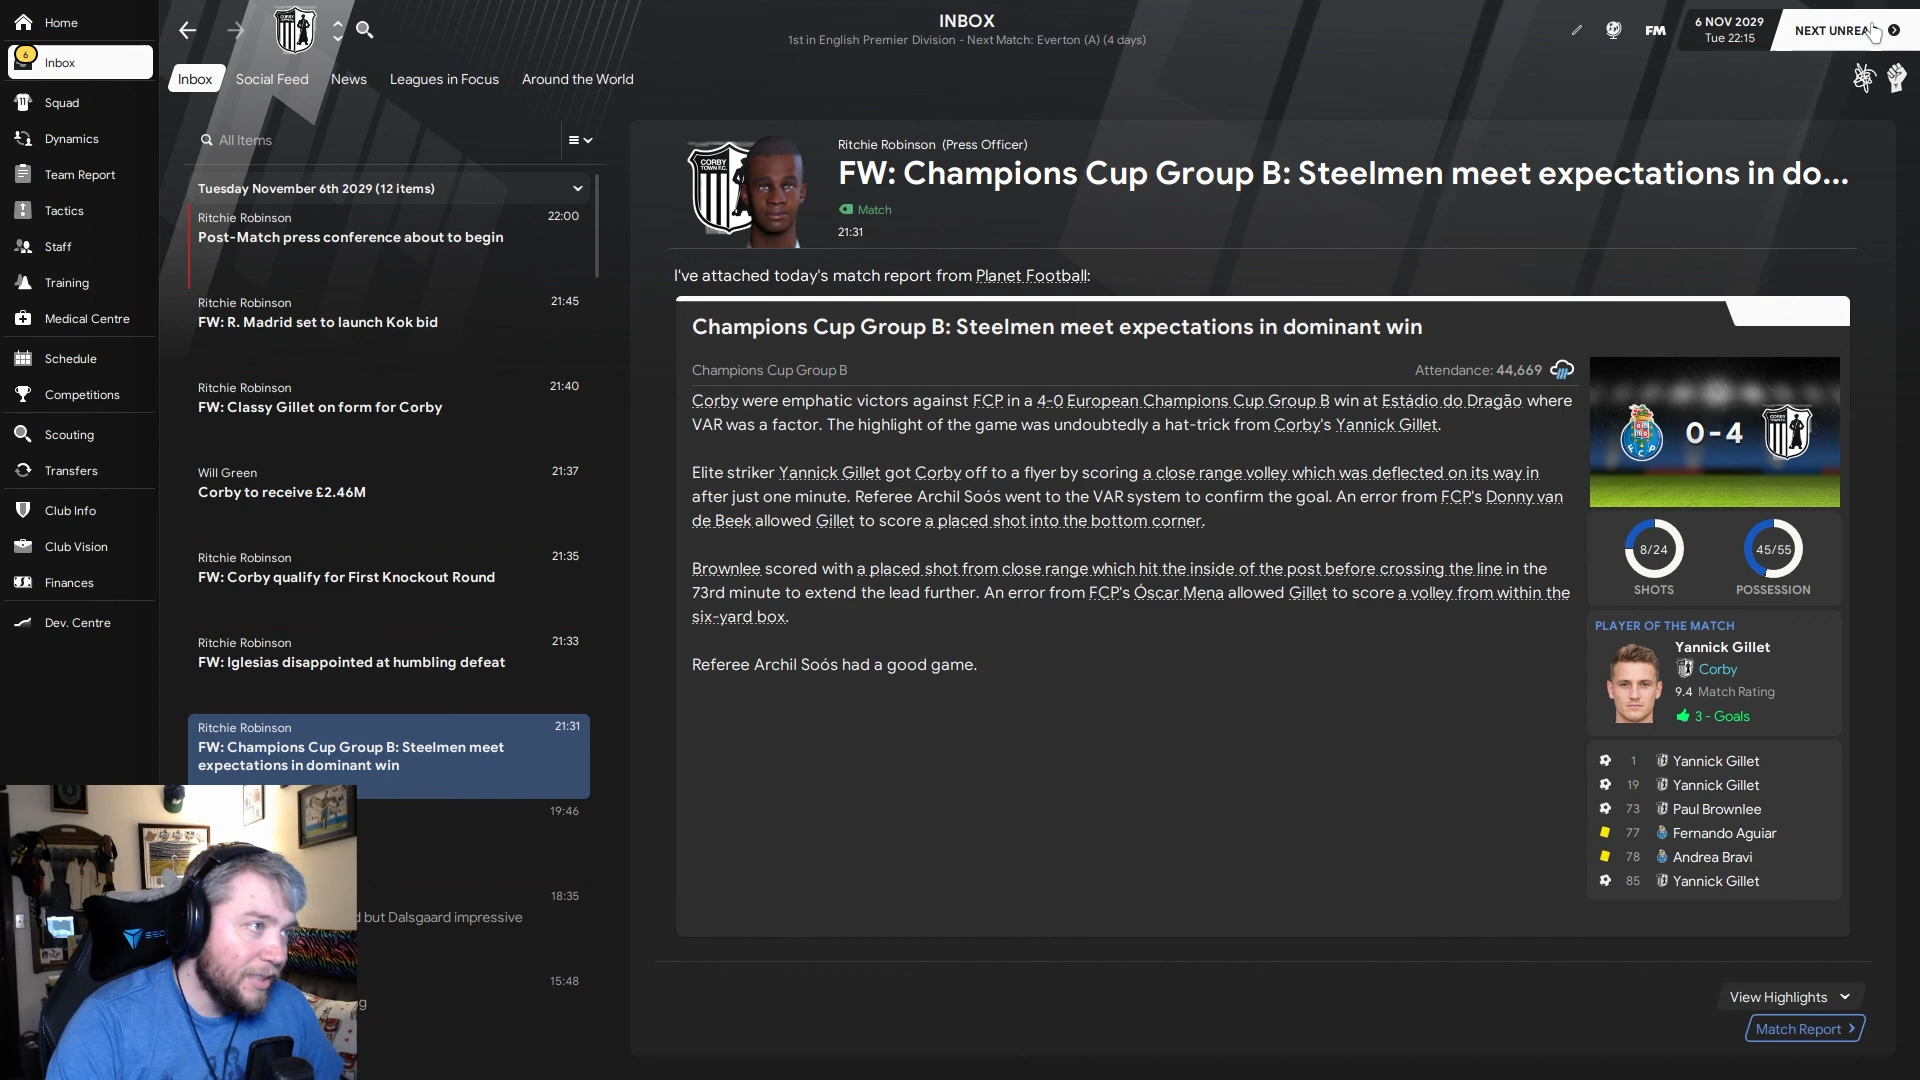 Home
INBOX
1st in English Premier Division - Next Match: Everton (A) (4 days)
FM
6 NOV 2029
Tue 22:15
NEXT UNREA
6
Inbox
Inbox
Social Feed
News
Leagues in Focus
Around the World
Squad
Dynamics
Team Report
Tactics
Staff
Training
Medical Centre
Schedule
Competitions
Scouting
Transfers
Club Info
Club Vision
Finances
Dev. Centre
All Items
Tuesday November 6th 2029 (12 items)
Ritchie Robinson 22:00
Post-Match press conference about to begin
Ritchie Robinson 21:45
FW: R. Madrid set to launch Kok bid
Ritchie Robinson 21:40
FW: Classy Gillet on form for Corby
Will Green 21:37
Corby to receive £2.46M
Ritchie Robinson 21:35
FW: Corby qualify for First Knockout Round
Ritchie Robinson 21:33
FW: Iglesias disappointed at humbling defeat
Ritchie Robinson 21:31
FW: Champions Cup Group B: Steelmen meet
expectations in dominant win
19:46
18:35
d but Dalsgaard impressive
15:48
g
CORBY
TOWN F.C.
Ritchie Robinson (Press Officer)
FW: Champions Cup Group B: Steelmen meet expectations in do...
Match
21:31
I've attached today's match report from Planet Football:
Champions Cup Group B: Steelmen meet expectations in dominant win
Champions Cup Group B Attendance: 44,669
Corby were emphatic victors against FCP in a 4-0 European Champions Cup Group B win at Estádio do Dragão where
VAR was a factor. The highlight of the game was undoubtedly a hat-trick from Corby's Yannick Gillet.
Elite striker Yannick Gillet got Corby off to a flyer by scoring a close range volley which was deflected on its way in
after just one minute. Referee Archil Soós went to the VAR system to confirm the goal. An error from FCP's Donny van
de Beek allowed Gillet to score a placed shot into the bottom corner.
Brownlee scored with a placed shot from close range which hit the inside of the post before crossing the line in the
73rd minute to extend the lead further. An error from FCP's Óscar Mena allowed Gillet to score a volley from within the
six-yard box.
Referee Archil Soós had a good game.
0 - 4
8/24
SHOTS
45/55
POSSESSION
PLAYER OF THE MATCH
Yannick Gillet
Corby
9.4 Match Rating
3 - Goals
1 Yannick Gillet
19 Yannick Gillet
73 Paul Brownlee
77 Fernando Aguiar
78 Andrea Bravi
85 Yannick Gillet
View Highlights
Match Report